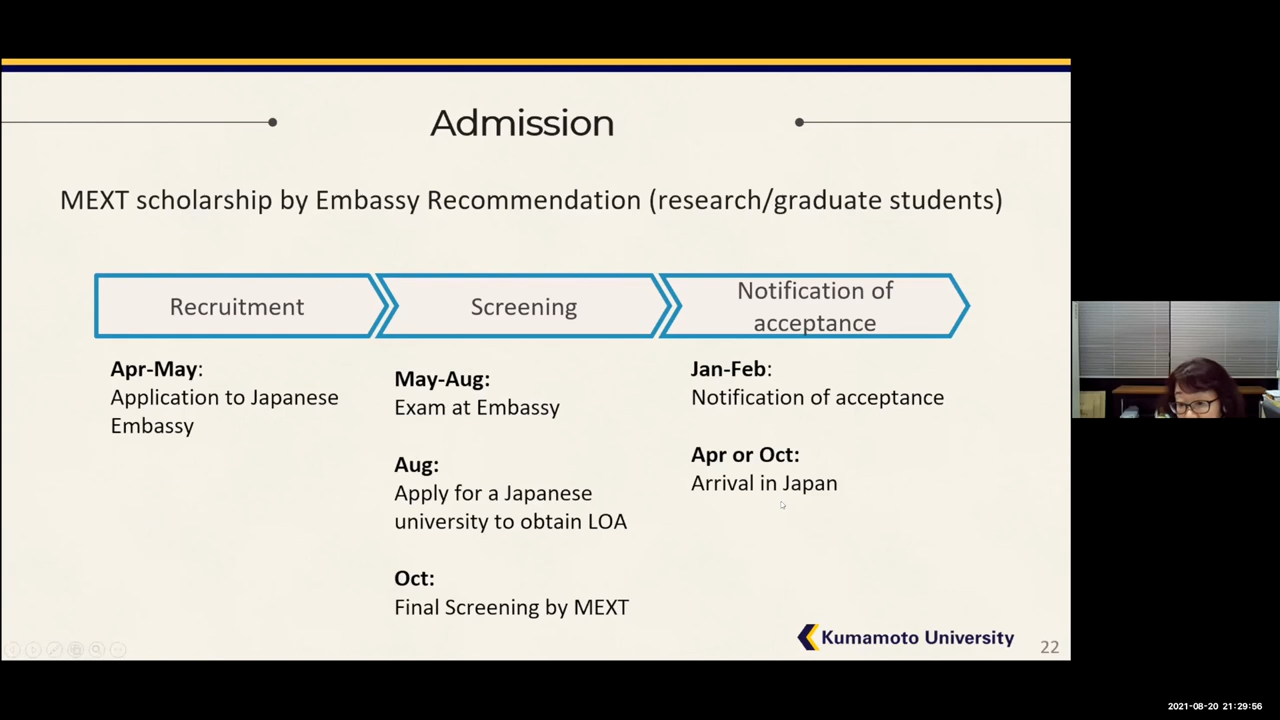 Admission
MEXT scholarship by Embassy Recommendation (research/graduate students)
Recruitment
Apr-May:
Application to Japanese
Embassy
Screening
May-Aug:
Exam at Embassy
Aug:
Apply for a Japanese
university to obtain LOA
Oct:
Final Screening by MEXT
Notification of
acceptance
Jan-Feb:
Notification of acceptance
Apr or Oct:
Arrival in Japan
Kumamoto University
22
2021-08-20 21:29:56